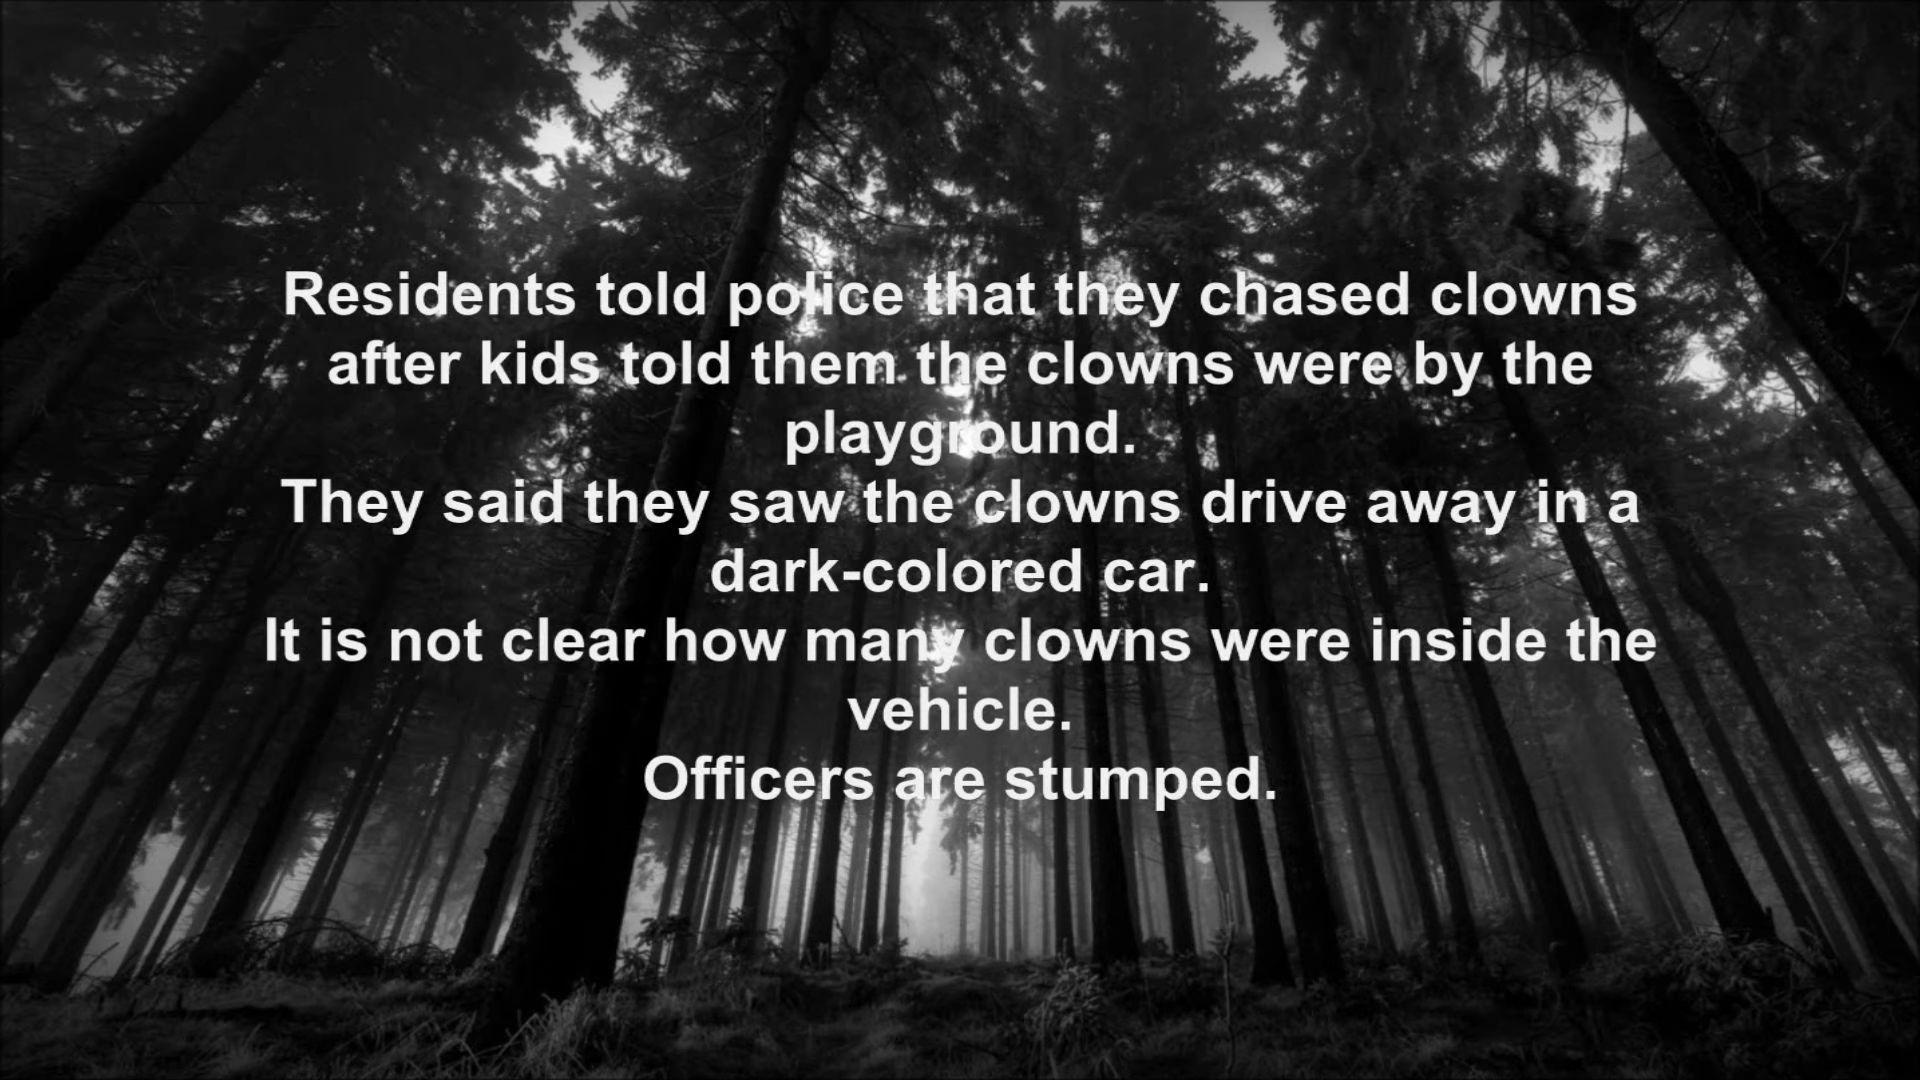 Residents told police that they chased clowns
after kids told them the clowns were by the
playground.
They said they saw the clowns drive away in a
dark-colored car.
It is not clear how many clowns were inside the
vehicle.
Officers are stumped.